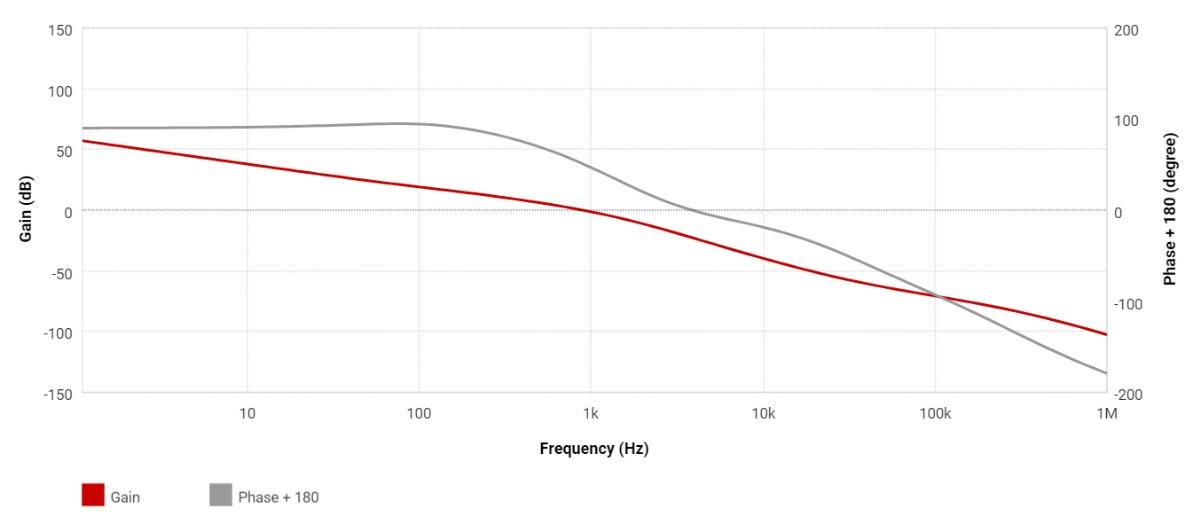 150
100
50
0
-50
-100
-150
Gain (dB)
200
100
0
-100
-200
Phase + 180 (degree)
10
100
1k
10k
100k
1M
Frequency (Hz)
Gain
Phase + 180